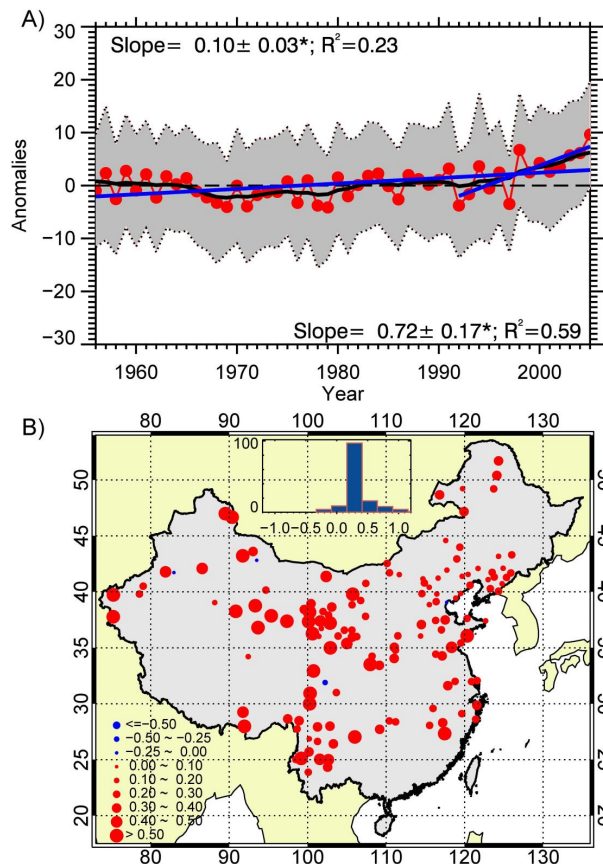 A)
Slope= 0.10± 0.03*; R²=0.23
30
20
10
0
−10
−20
−30
Anomalies
Slope= 0.72± 0.17*; R²=0.59
1960 1970 1980 1990 2000
Year
B)
80 90 100 110 120 130
100
0
−1.0−0.5 0.0 0.5 1.0
50
45
40
35
30
25
20
<=−0.50
−0.50 ~ −0.25
−0.25 ~ 0.00
0.00 ~ 0.10
0.10 ~ 0.20
0.20 ~ 0.30
0.30 ~ 0.40
0.40 ~ 0.50
> 0.50
80 90 100 110 120 130